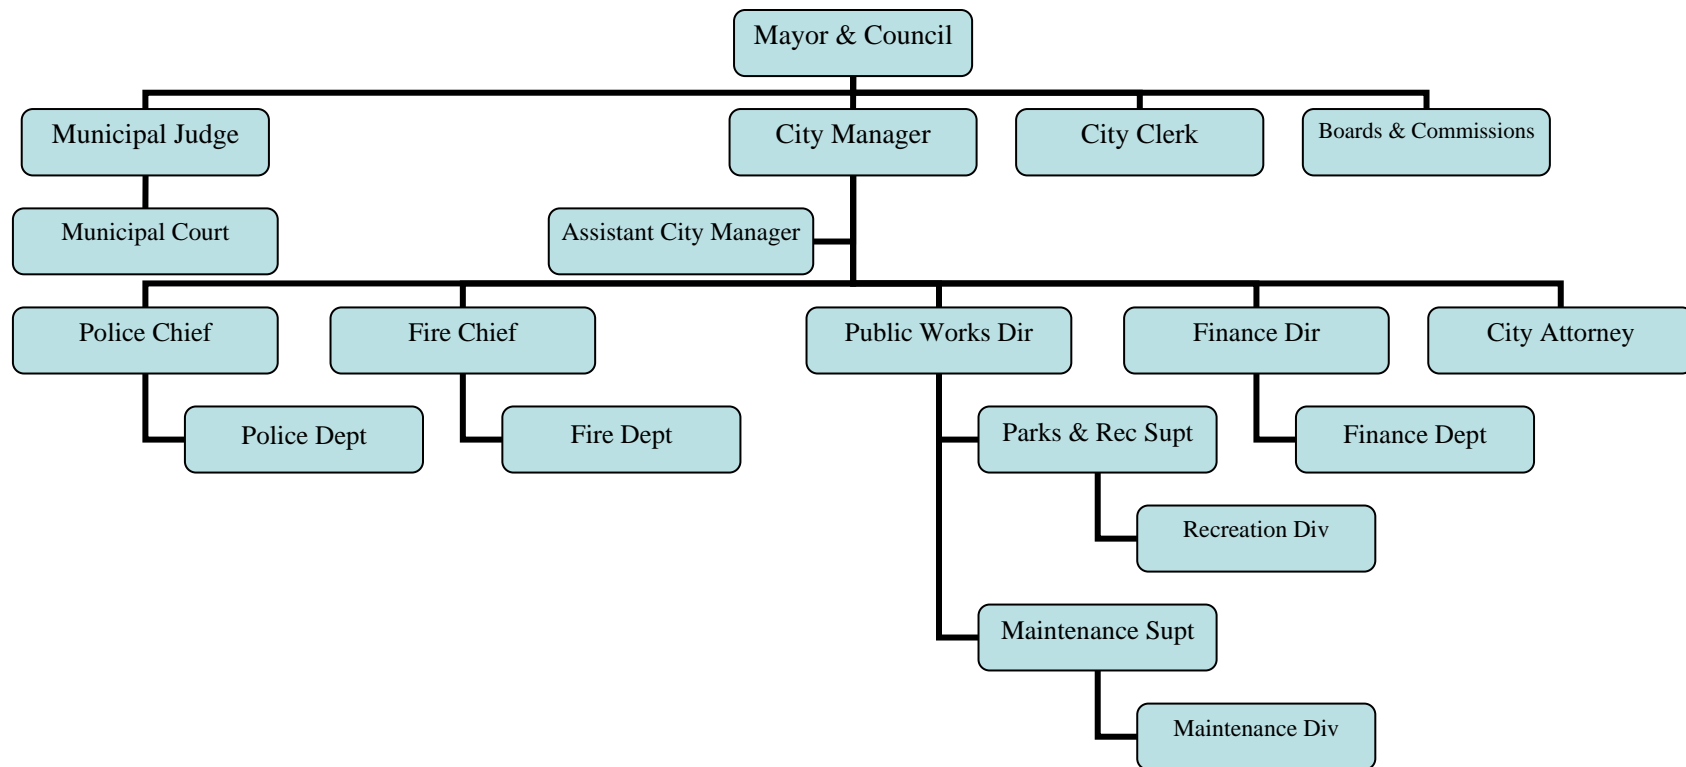 Mayor & Council
Municipal Judge
City Manager
City Clerk
Boards & Commissions
Municipal Court
Assistant City Manager
Police Chief
Fire Chief
Public Works Dir
Finance Dir
City Attorney
Police Dept
Fire Dept
Parks & Rec Supt
Finance Dept
Recreation Div
Maintenance Supt
Maintenance Div